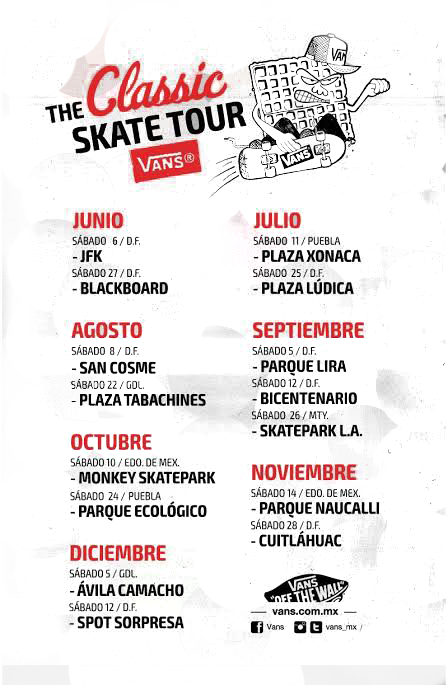 THE Classic
SKATE TOUR
VANS®
VANS
JUNIO
SÁBADO 6 / D.F.
- JFK
SÁBADO 27 / D.F.
- BLACKBOARD
JULIO
SÁBADO 11 / PUEBLA
- PLAZA XONACA
SÁBADO 25 / D.F.
- PLAZA LÚDICA
AGOSTO
SÁBADO 8 / D.F.
- SAN COSME
SÁBADO 22 / GDL.
- PLAZA TABACHINES
SEPTIEMBRE
SÁBADO 5 / D.F.
- PARQUE LIRA
SÁBADO 12 / D.F.
- BICENTENARIO
SÁBADO 26 / MTY.
- SKATEPARK L.A.
OCTUBRE
SÁBADO 10 / EDO. DE MEX.
- MONKEY SKATEPARK
SÁBADO 24 / PUEBLA
- PARQUE ECOLÓGICO
NOVIEMBRE
SÁBADO 14 / EDO. DE MEX.
- PARQUE NAUCALLI
SÁBADO 28 / D.F.
- CUITLÁHUAC
DICIEMBRE
SÁBADO 5 / GDL.
- ÁVILA CAMACHO
SÁBADO 12 / D.F.
- SPOT SORPRESA
VANS
"OFF THE WALL"
vans.com.mx
Vans vans_mx /